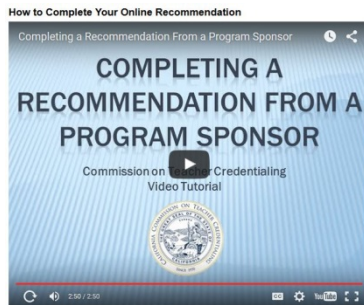 How to Complete Your Online Recommendation
Completing a Recommendation From a Program Sponsor
COMPLETING A
RECOMMENDATION FROM A
PROGRAM SPONSOR
Commission on Teacher Credentialing
Video Tutorial
2:50 / 2:50
YouTube